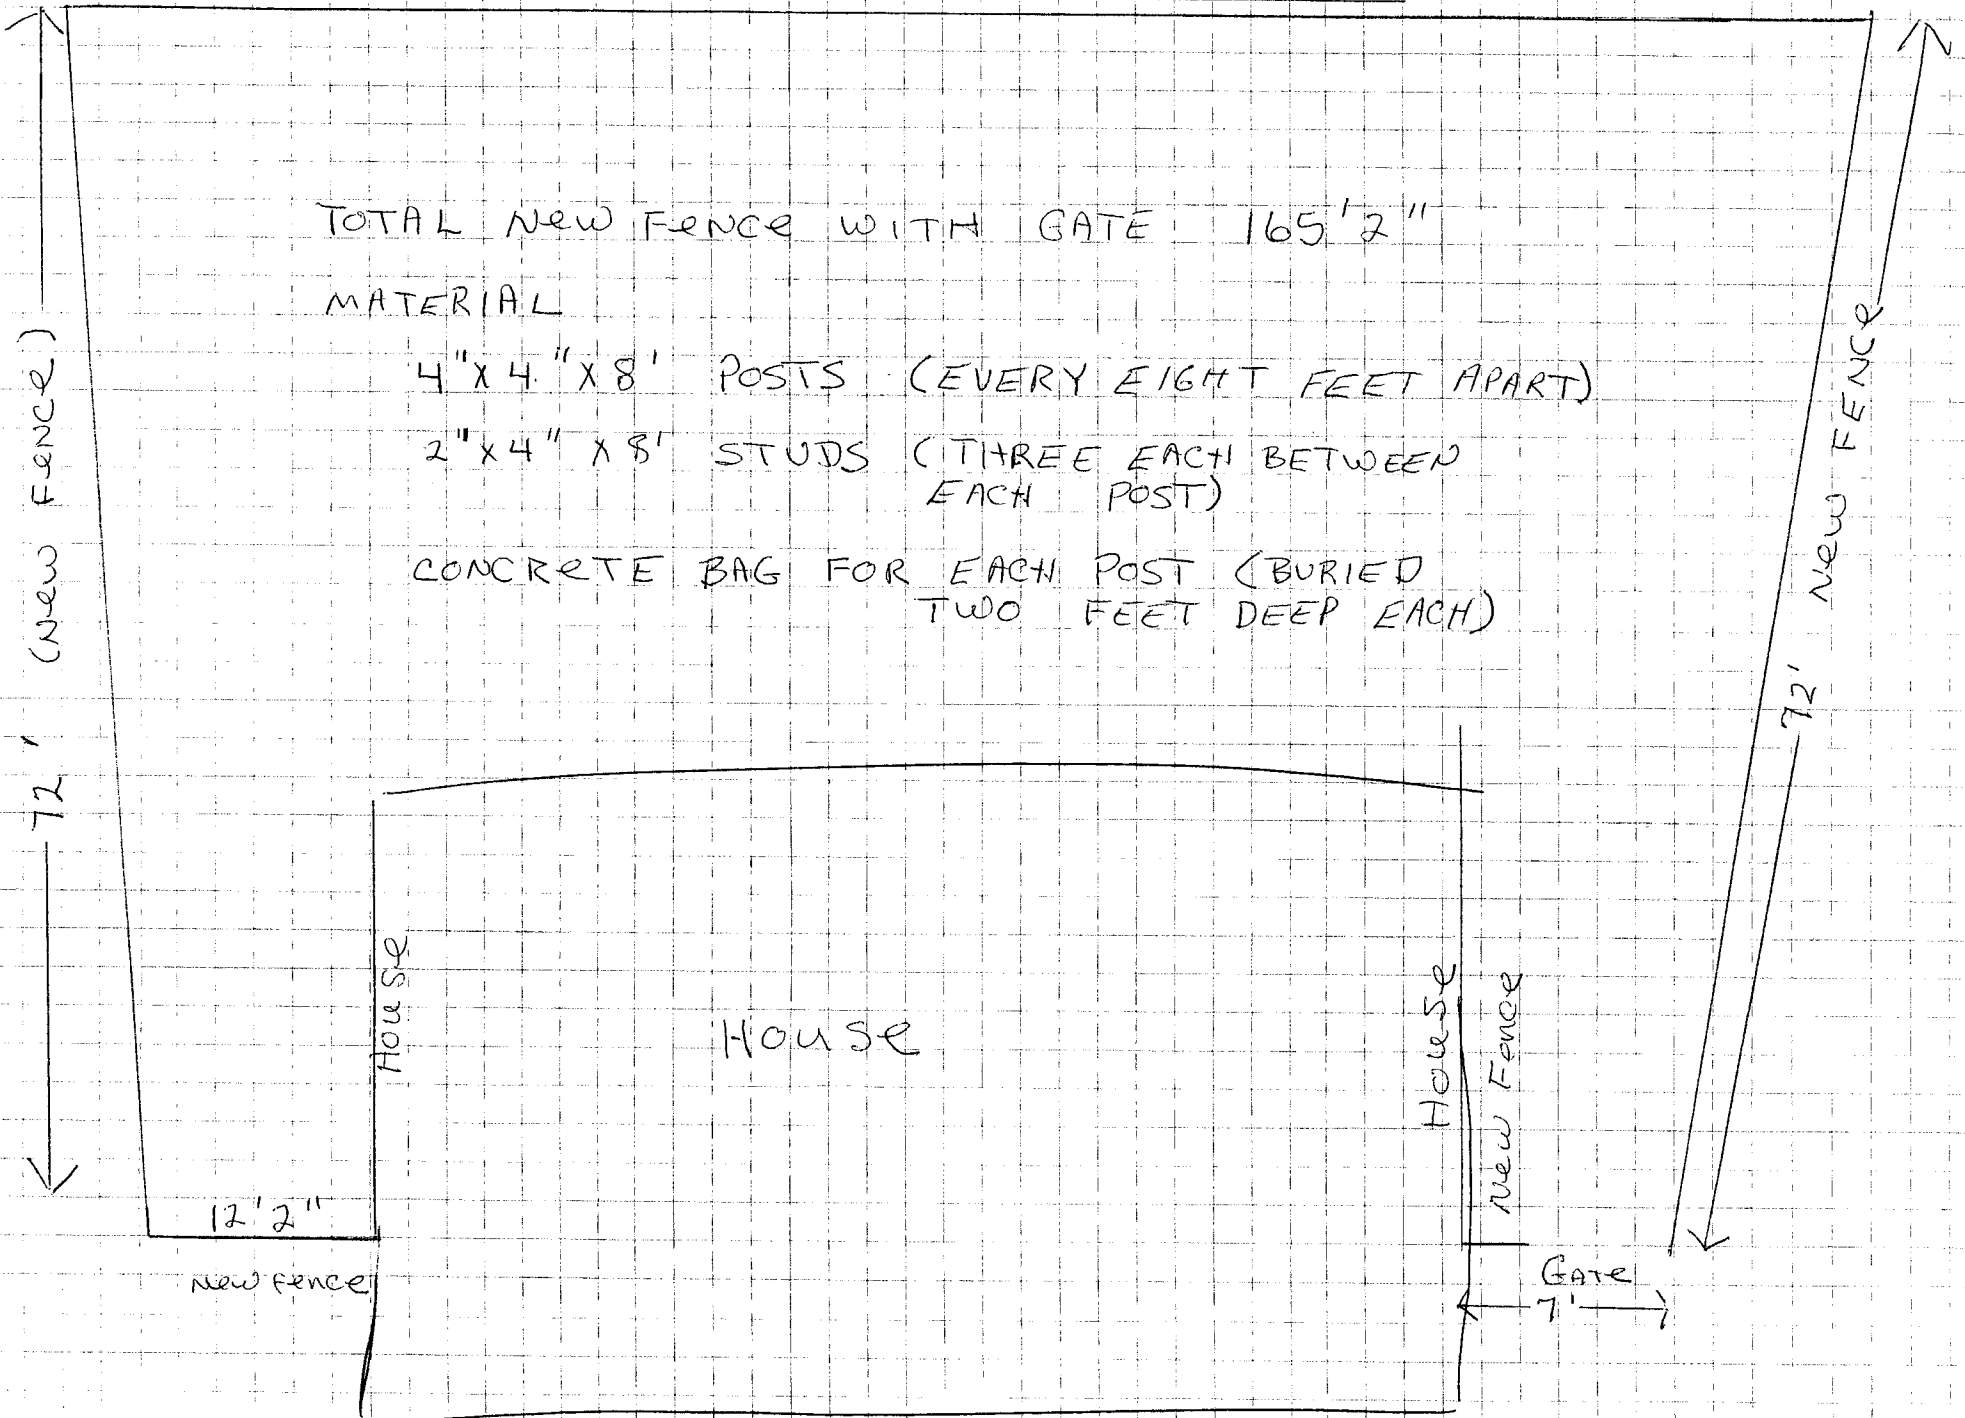 TOTAL New Fence WITH GATE 165'2"
MATERIAL
4"X4"X8' POSTS (EVERY EIGHT FEET APART)
2"x4" X8' STUDS (THREE EACH BETWEEN
EACH POST)
CONCReTE BAG FOR EACH POST (BURIED
TWO FEET DEEP EACH)
72' (New Fence)
72' New FENCe
House
House
House
New Fence
12'2"
New Fence
GATe
7'